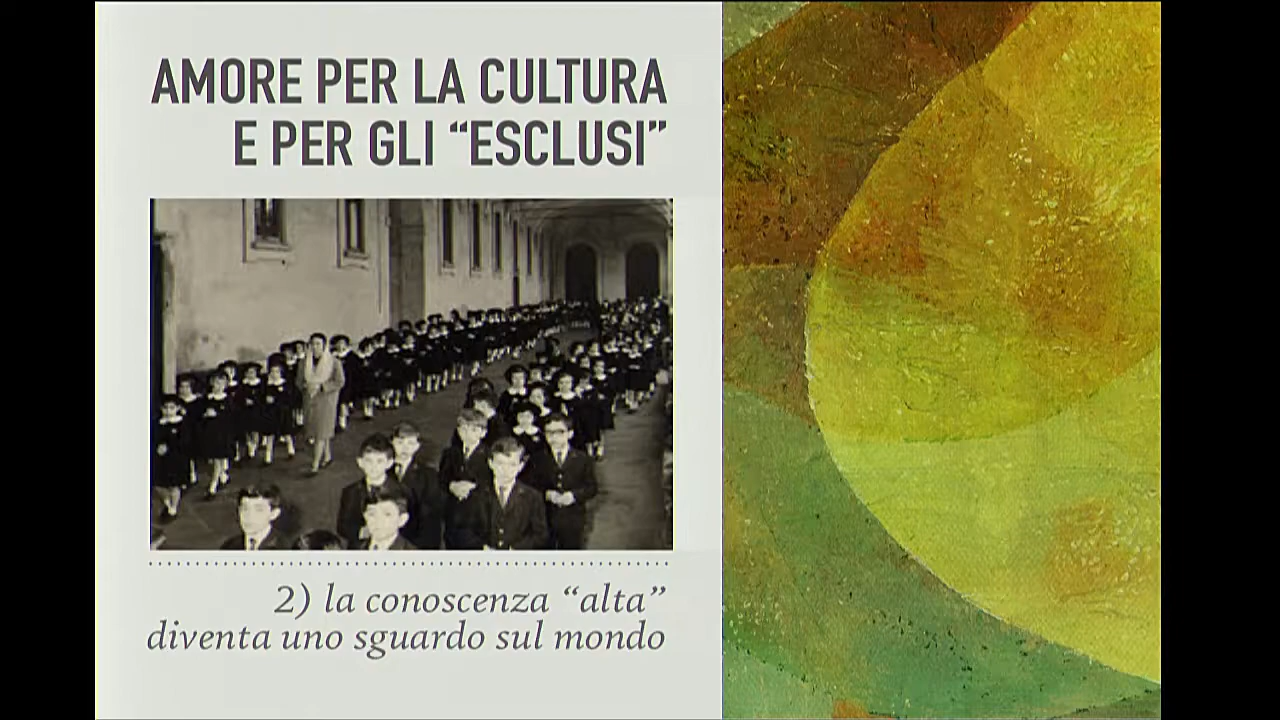 AMORE PER LA CULTURA
E PER GLI “ESCLUSI”
2) la conoscenza “alta”
diventa uno sguardo sul mondo